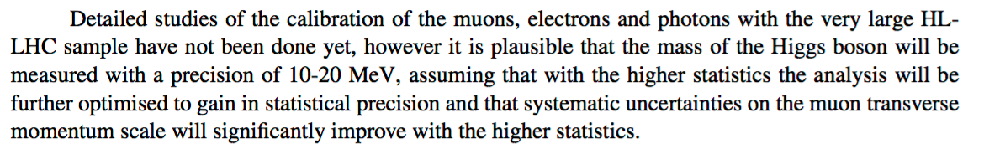 Detailed studies of the calibration of the muons, electrons and photons with the very large HL-
LHC sample have not been done yet, however it is plausible that the mass of the Higgs boson will be
measured with a precision of 10-20 MeV, assuming that with the higher statistics the analysis will be
further optimised to gain in statistical precision and that systematic uncertainties on the muon transverse
momentum scale will significantly improve with the higher statistics.